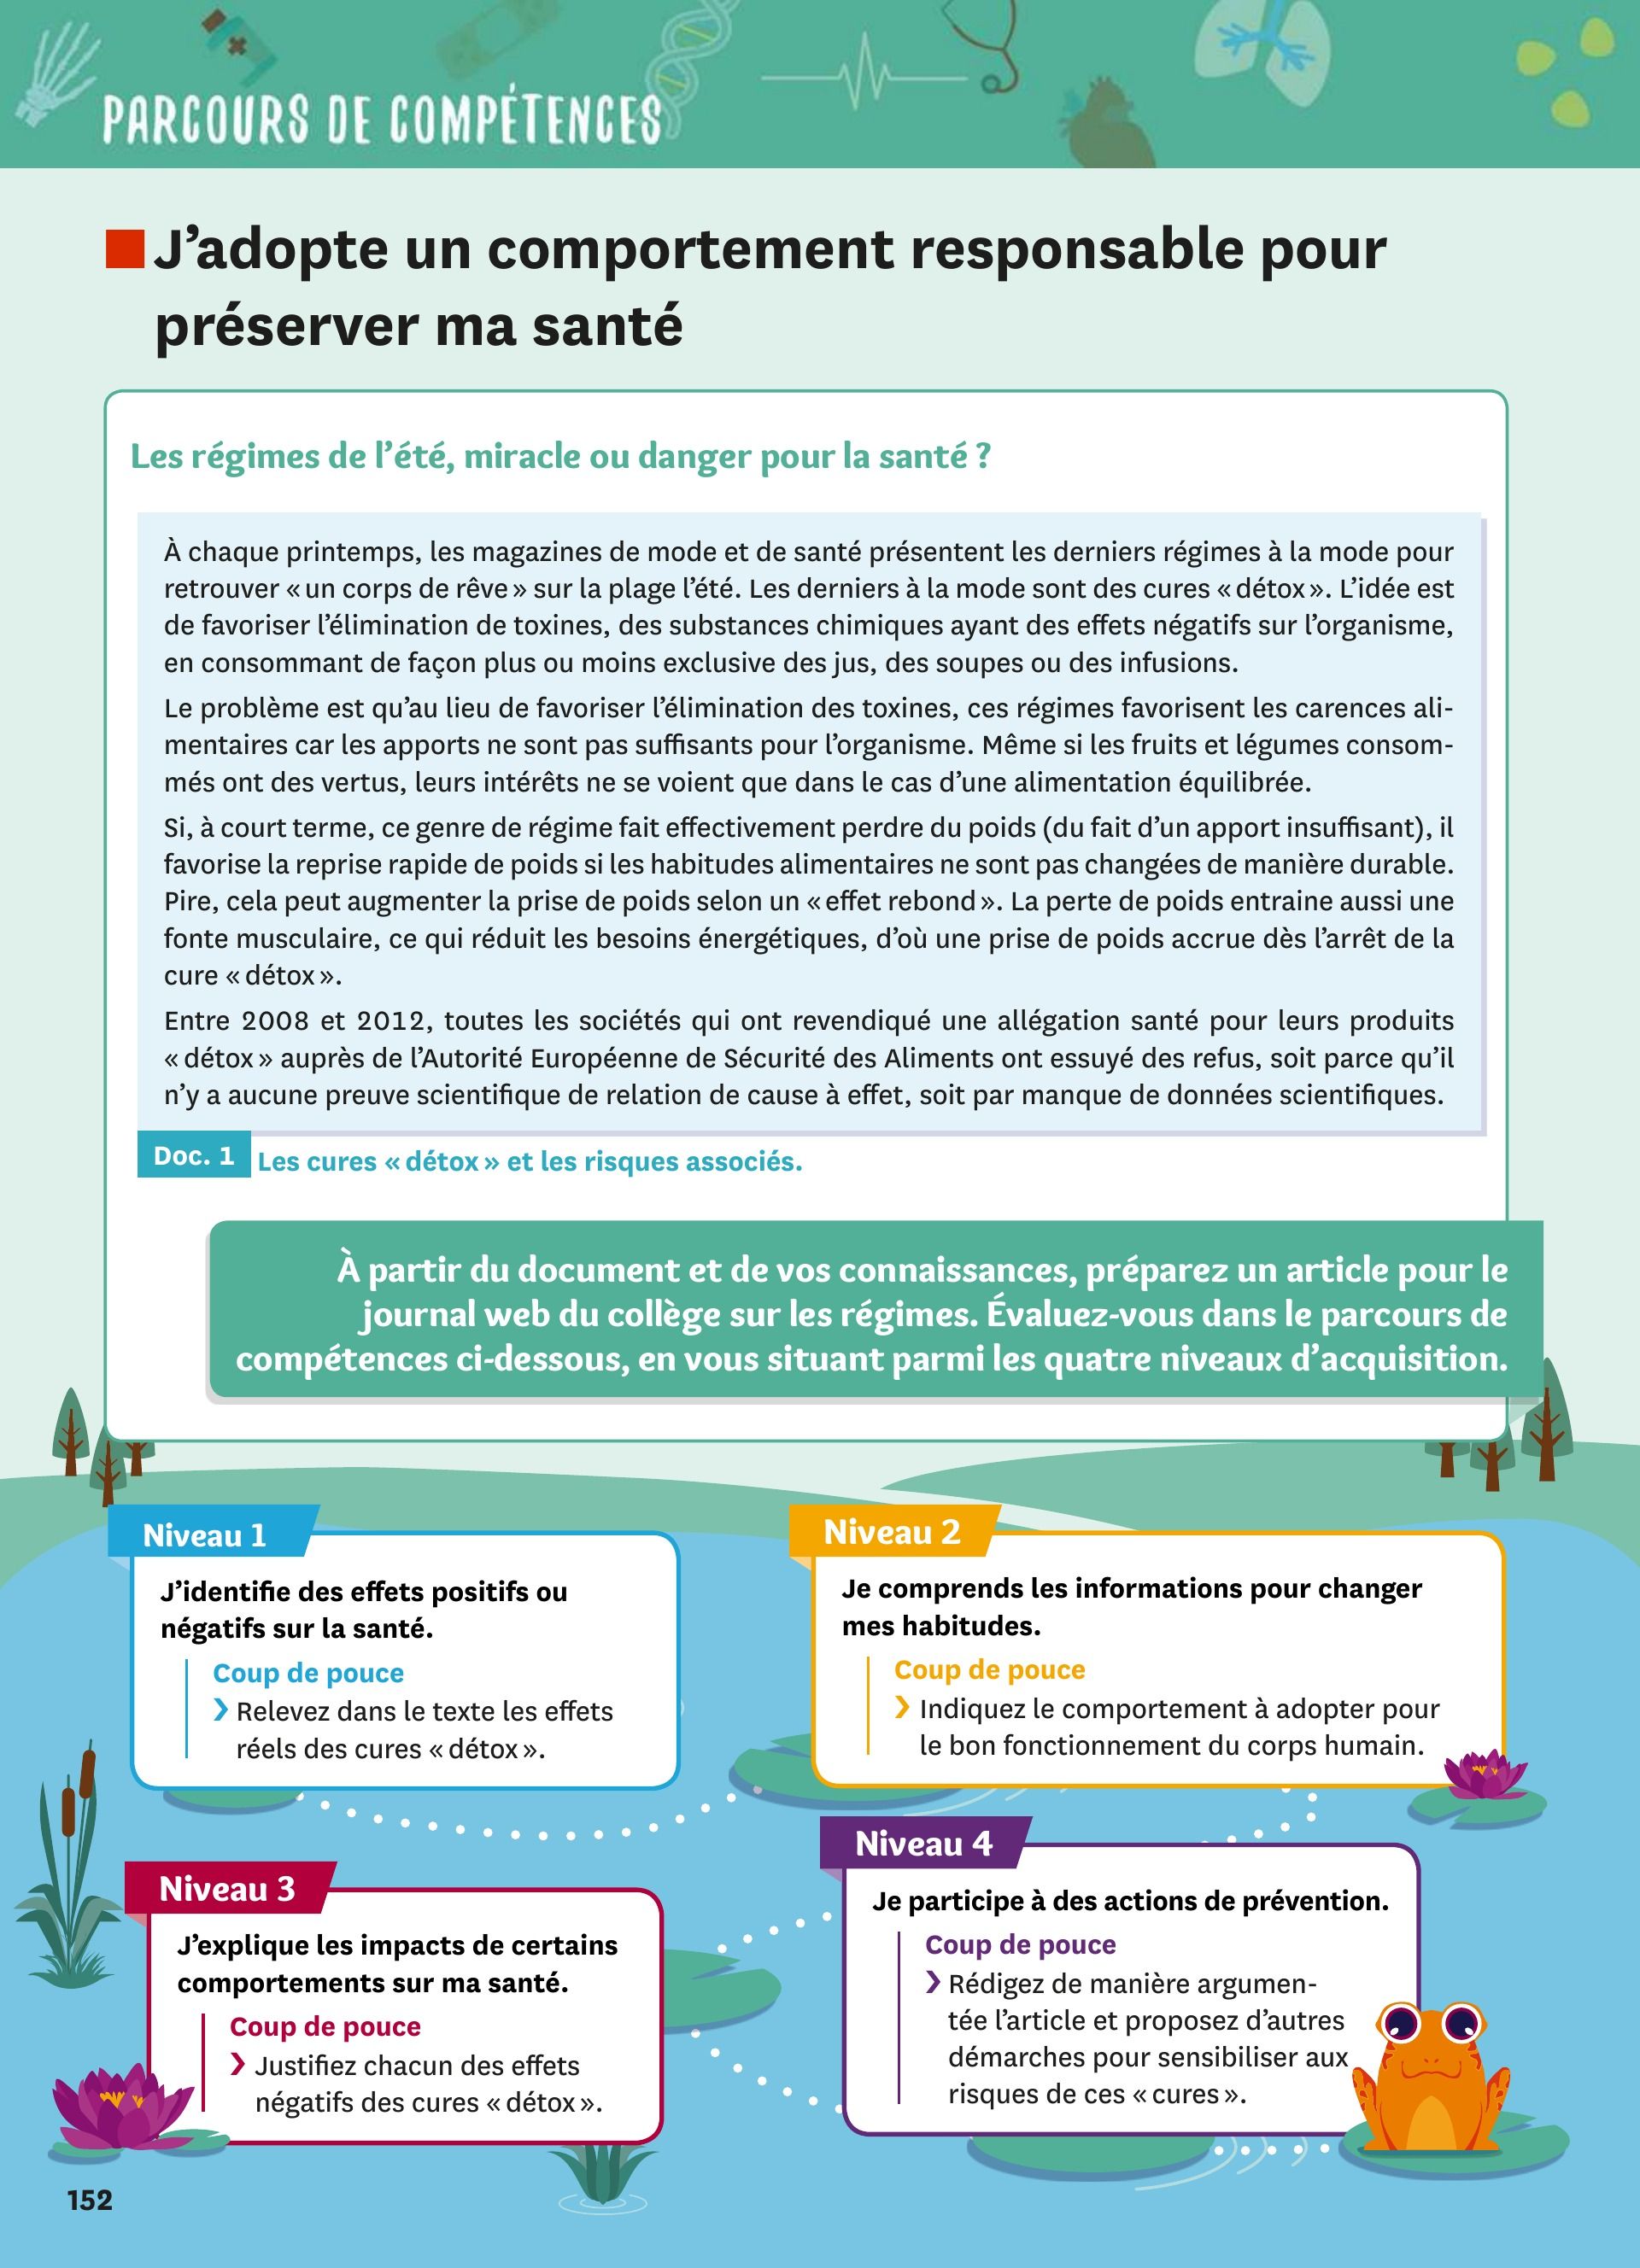 PARCOURS DE COMPÉTENCES
J’adopte un comportement responsable pour
préserver ma santé
Les régimes de l’été, miracle ou danger pour la santé ?
À chaque printemps, les magazines de mode et de santé présentent les derniers régimes à la mode pour
retrouver « un corps de rêve » sur la plage l’été. Les derniers à la mode sont des cures « détox ». L’idée est
de favoriser l’élimination de toxines, des substances chimiques ayant des effets négatifs sur l’organisme,
en consommant de façon plus ou moins exclusive des jus, des soupes ou des infusions.
Le problème est qu’au lieu de favoriser l’élimination des toxines, ces régimes favorisent les carences ali-
mentaires car les apports ne sont pas suffisants pour l’organisme. Même si les fruits et légumes consom-
més ont des vertus, leurs intérêts ne se voient que dans le cas d’une alimentation équilibrée.
Si, à court terme, ce genre de régime fait effectivement perdre du poids (du fait d’un apport insuffisant), il
favorise la reprise rapide de poids si les habitudes alimentaires ne sont pas changées de manière durable.
Pire, cela peut augmenter la prise de poids selon un « effet rebond ». La perte de poids entraine aussi une
fonte musculaire, ce qui réduit les besoins énergétiques, d’où une prise de poids accrue dès l’arrêt de la
cure « détox ».
Entre 2008 et 2012, toutes les sociétés qui ont revendiqué une allégation santé pour leurs produits
« détox » auprès de l’Autorité Européenne de Sécurité des Aliments ont essuyé des refus, soit parce qu’il
n’y a aucune preuve scientifique de relation de cause à effet, soit par manque de données scientifiques.
Doc. 1 Les cures « détox » et les risques associés.
À partir du document et de vos connaissances, préparez un article pour le
journal web du collège sur les régimes. Évaluez-vous dans le parcours de
compétences ci-dessous, en vous situant parmi les quatre niveaux d’acquisition.
Niveau 1
J’identifie des effets positifs ou
négatifs sur la santé.
Coup de pouce
❯ Relevez dans le texte les effets
réels des cures « détox ».
Niveau 2
Je comprends les informations pour changer
mes habitudes.
Coup de pouce
❯ Indiquez le comportement à adopter pour
le bon fonctionnement du corps humain.
Niveau 3
J’explique les impacts de certains
comportements sur ma santé.
Coup de pouce
❯ Justifiez chacun des effets
négatifs des cures « détox ».
Niveau 4
Je participe à des actions de prévention.
Coup de pouce
❯ Rédigez de manière argumen-
tée l’article et proposez d’autres
démarches pour sensibiliser aux
risques de ces « cures ».
152